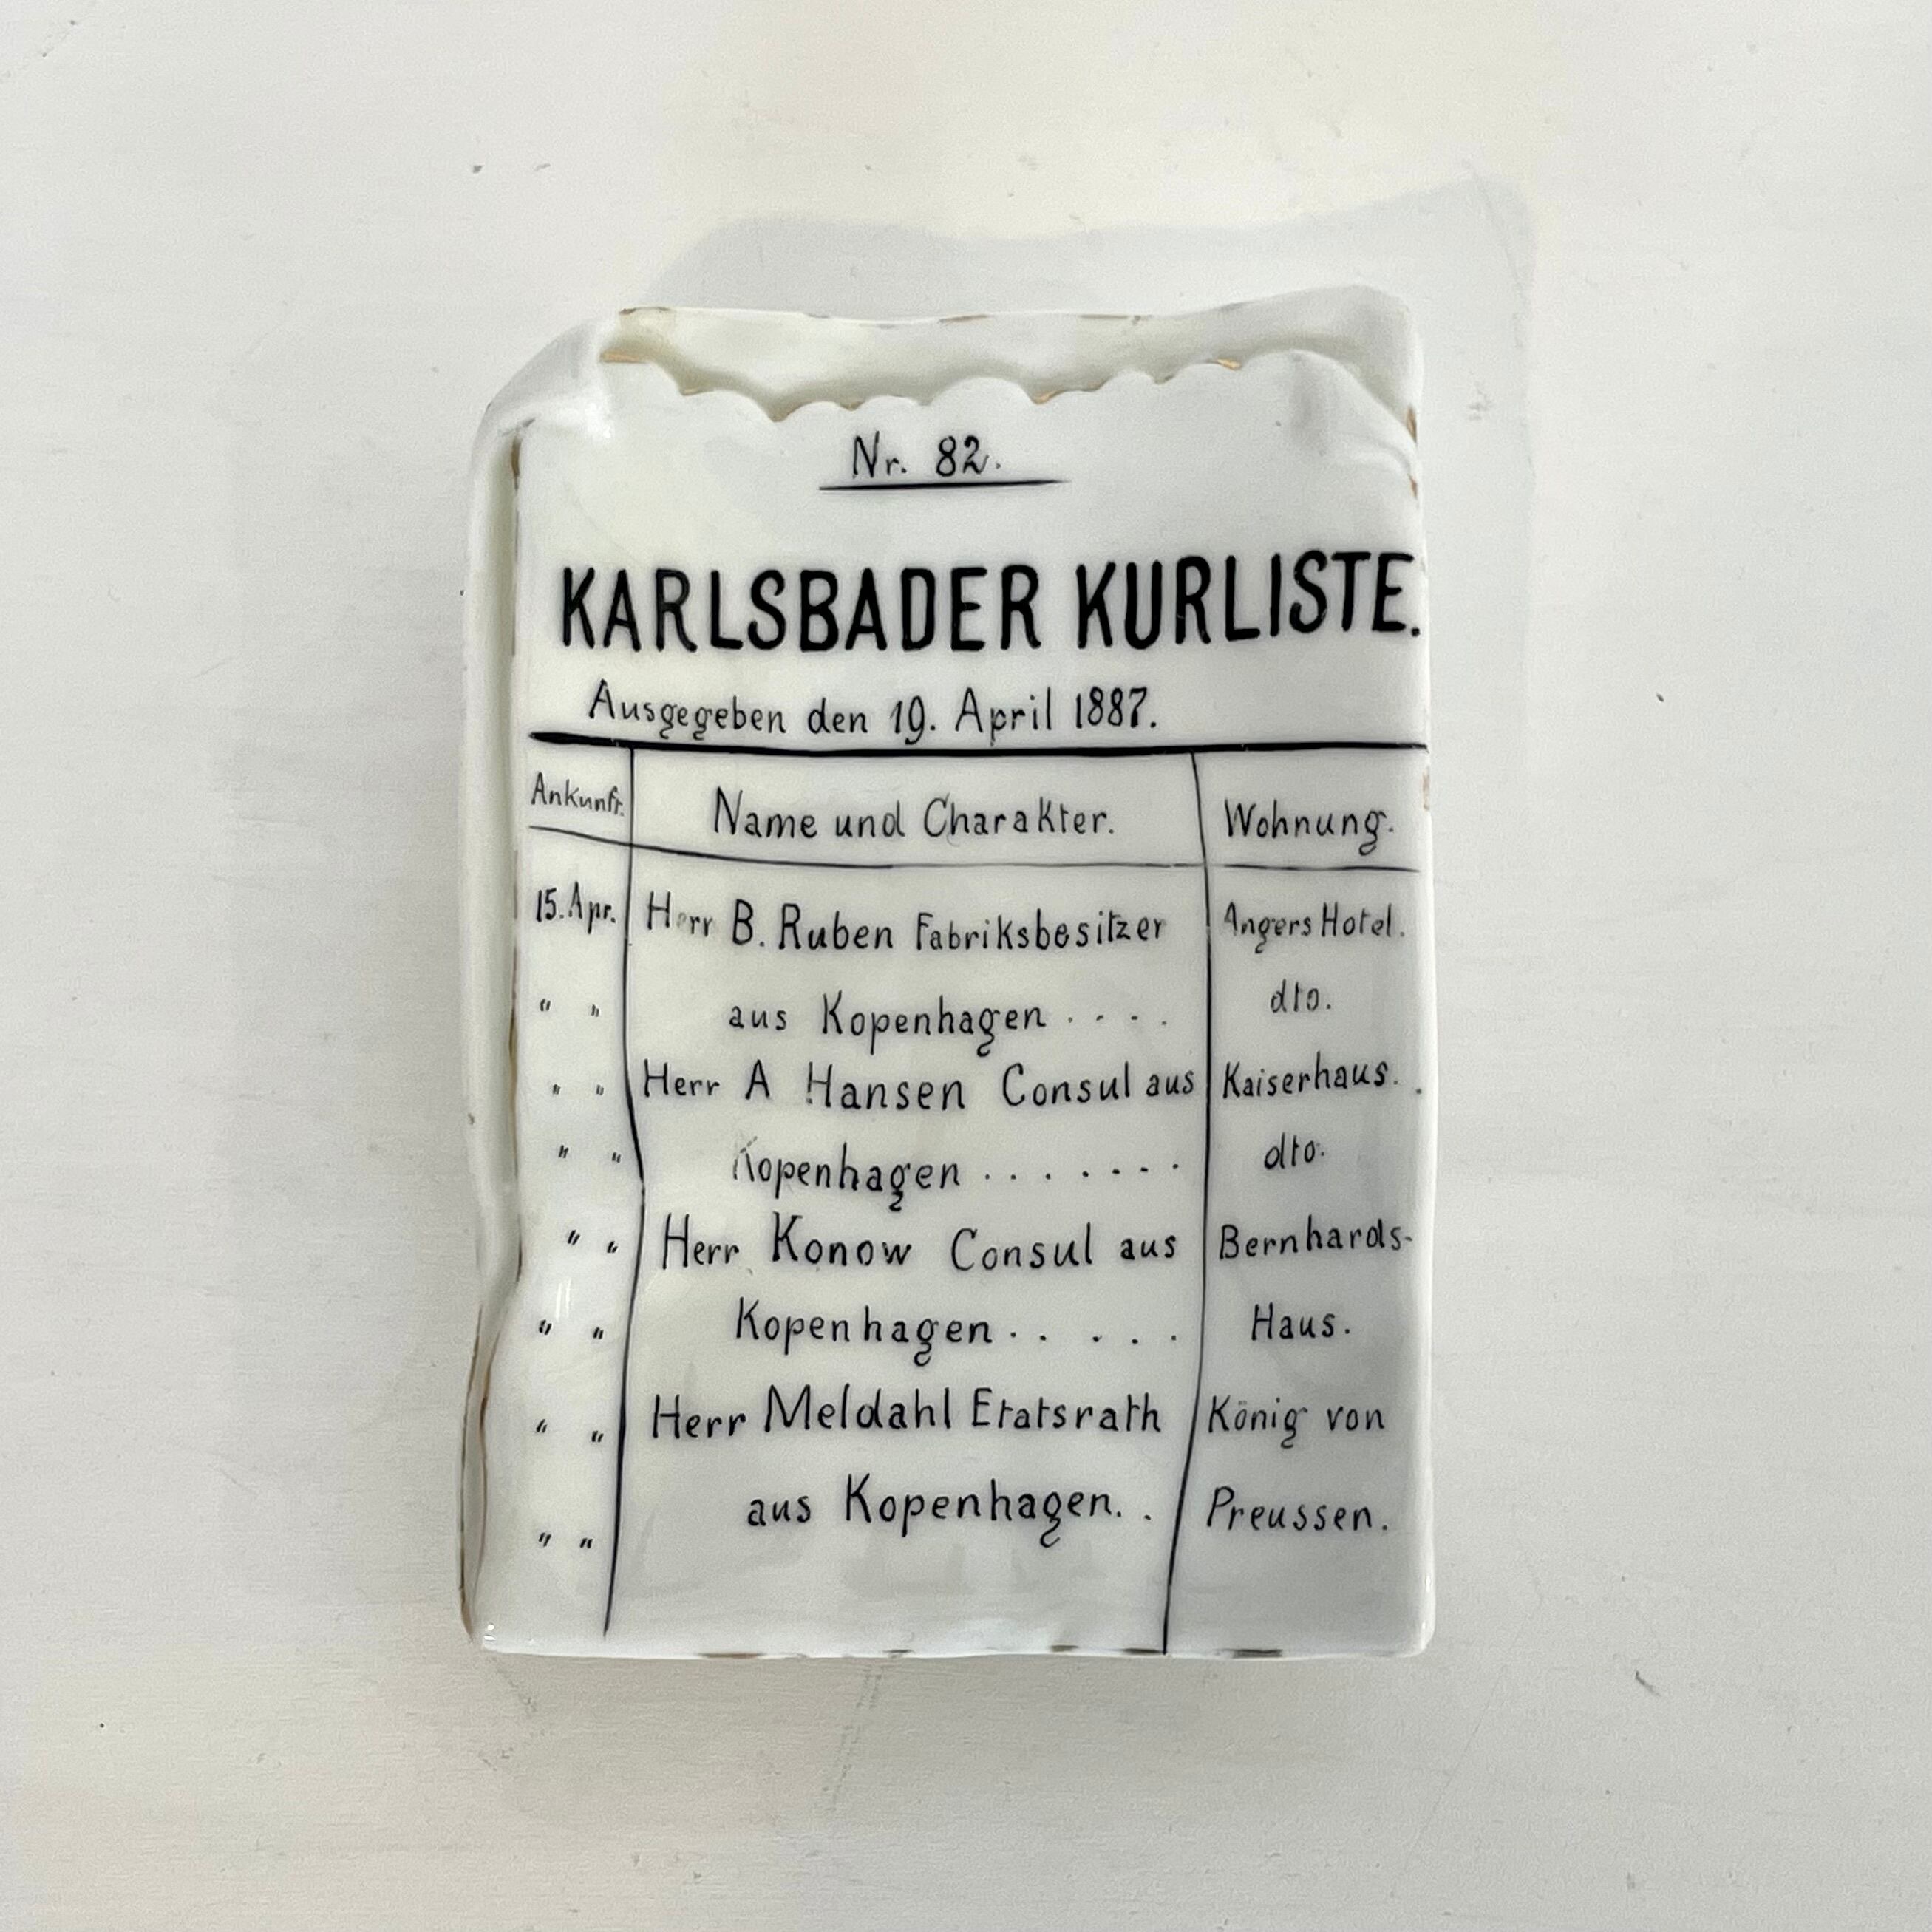 Nr. 82.
KARLSBADER KURLISTE.
Ausgegeben den 19. April 1887.
Ankunft. Name und Charakter. Wohnung.
15. Apr. Herr B. Ruben Fabriksbesitzer Angers Hotel.
" " aus Kopenhagen . . . . dto.
" " Herr A Hansen Consul aus Kaiserhaus.
" " Kopenhagen . . . . . . . dto.
" " Herr Konow Consul aus Bernhards-
" " Kopenhagen . . . . . Haus.
" " Herr Meldahl Etatsrath König von
" " aus Kopenhagen. . Preussen.